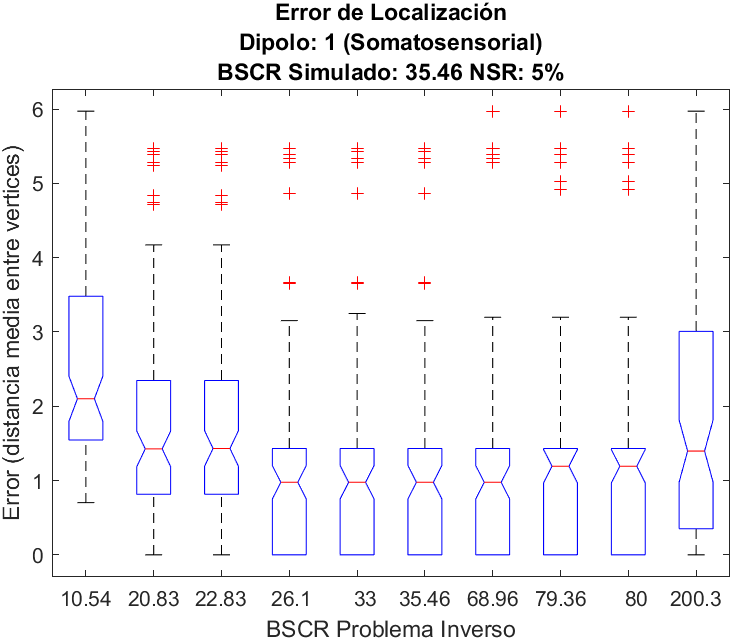 Error de Localización
Dipolo: 1 (Somatosensorial)
BSCR Simulado: 35.46 NSR: 5%
Error (distancia media entre vertices)
6
5
4
3
2
1
0
10.54 20.83 22.83 26.1 33 35.46 68.96 79.36 80 200.3
BSCR Problema Inverso